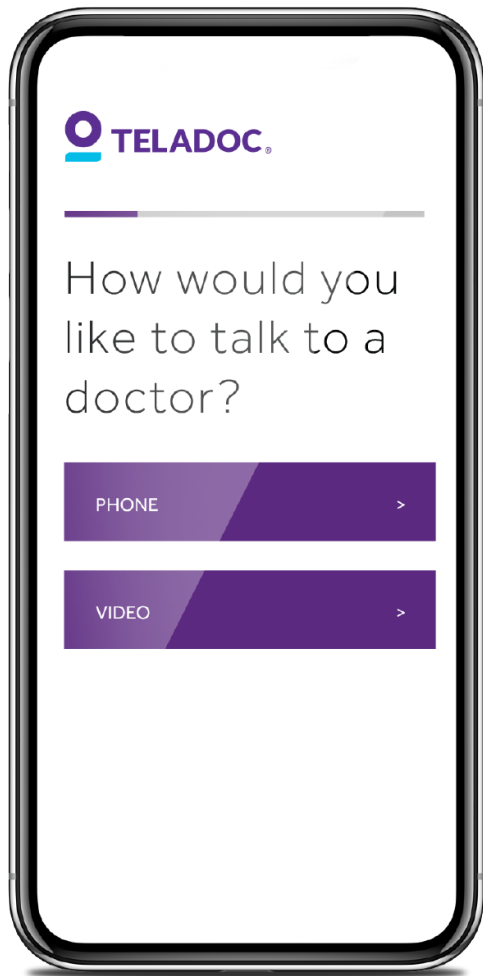 TELADOC®
How would you
like to talk to a
doctor?
PHONE >
VIDEO >